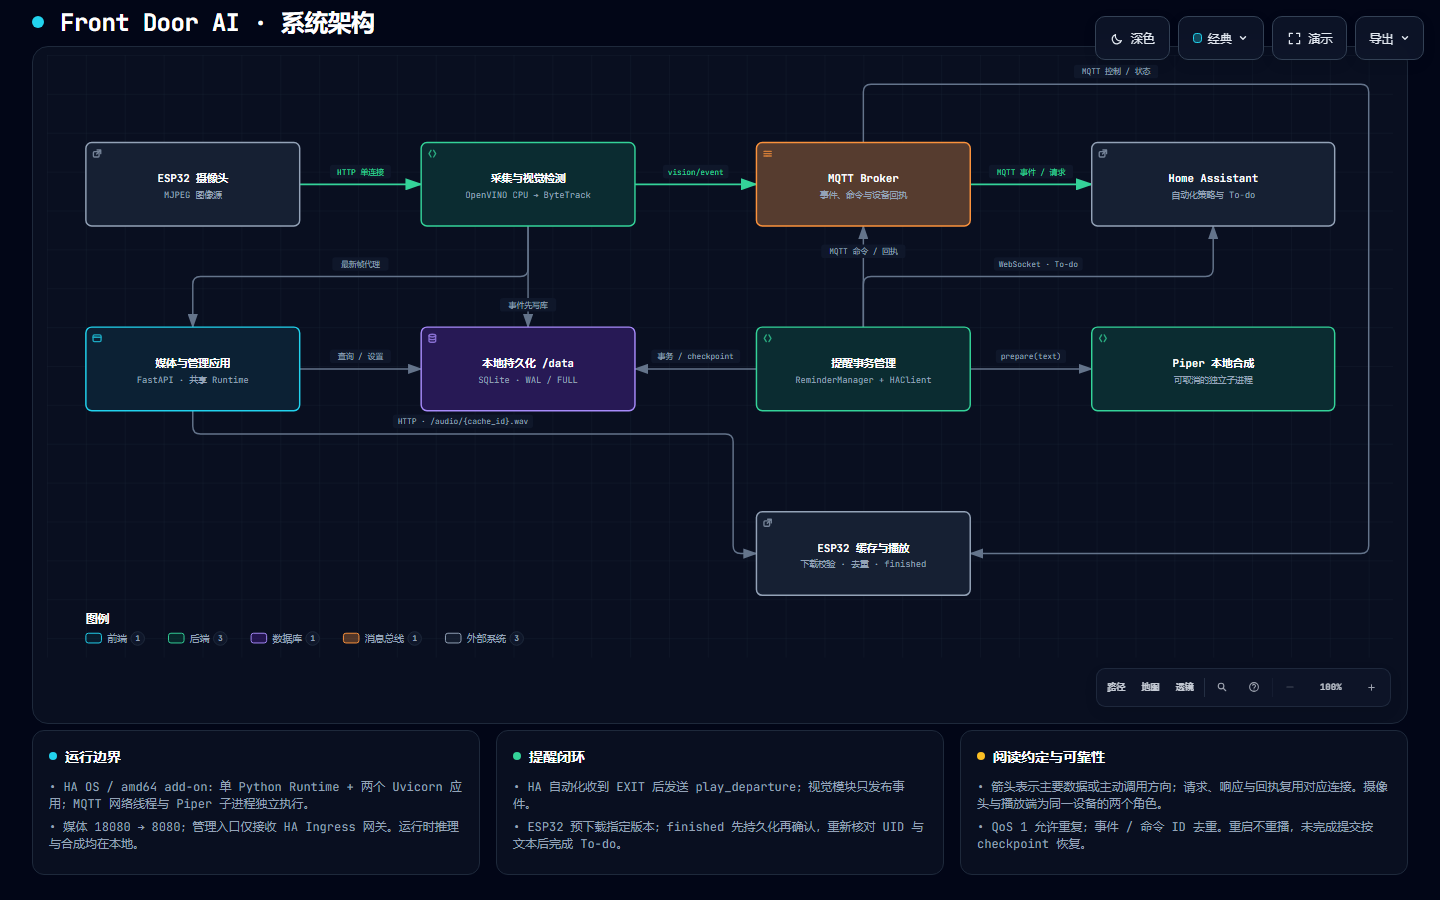 Front Door AI · 系统架构
深色
经典
演示
导出
MQTT 控制 / 状态
ESP32 摄像头
MJPEG 图像源
HTTP 单连接
采集与视觉检测
OpenVINO CPU → ByteTrack
vision/event
MQTT Broker
事件、命令与设备回执
MQTT 事件 / 请求
Home Assistant
自动化策略与 To-do
最新帧代理
MQTT 命令 / 回执
WebSocket · To-do
事件先写库
媒体与管理应用
FastAPI · 共享 Runtime
查询 / 设置
本地持久化 /data
SQLite · WAL / FULL
事务 / checkpoint
提醒事务管理
ReminderManager + HAClient
prepare(text)
Piper 本地合成
可取消的独立子进程
HTTP · /audio/{cache_id}.wav
ESP32 缓存与播放
下载校验 · 去重 · finished
图例
前端 1
后端 3
数据库 1
消息总线 1
外部系统 3
路径
地图
透镜
100%
运行边界
• HA OS / amd64 add-on: 单 Python Runtime + 两个 Uvicorn 应
用; MQTT 网络线程与 Piper 子进程独立执行。
• 媒体 18080 → 8080; 管理入口仅接收 HA Ingress 网关。运行时推理
与合成均在本地。
提醒闭环
• HA 自动化收到 EXIT 后发送 play_departure; 视觉模块只发布事
件。
• ESP32 预下载指定版本; finished 先持久化再确认, 重新核对 UID 与
文本后完成 To-do。
阅读约定与可靠性
• 箭头表示主要数据或主动调用方向; 请求、响应与回执复用对应连接。摄像
头与播放端为同一设备的两个角色。
• QoS 1 允许重复; 事件 / 命令 ID 去重。重启不重播, 未完成提交按
checkpoint 恢复。